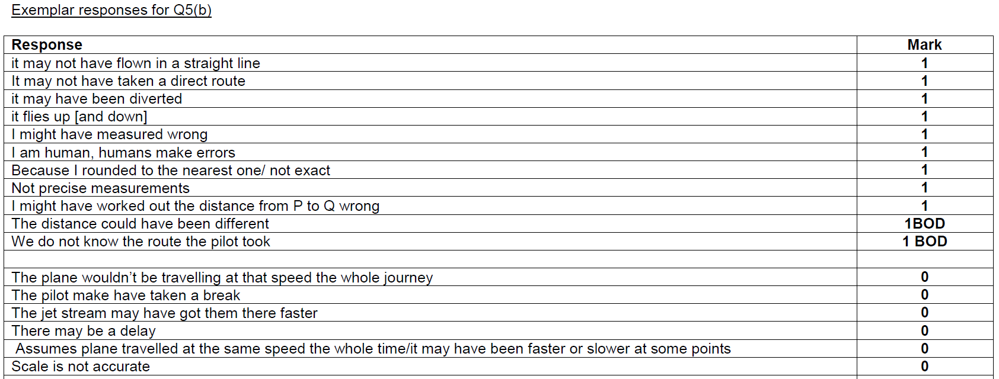 Exemplar responses for Q5(b)
Response Mark
it may not have flown in a straight line 1
It may not have taken a direct route 1
it may have been diverted 1
it flies up [and down] 1
I might have measured wrong 1
I am human, humans make errors 1
Because I rounded to the nearest one/ not exact 1
Not precise measurements 1
I might have worked out the distance from P to Q wrong 1
The distance could have been different 1BOD
We do not know the route the pilot took 1 BOD
The plane wouldn’t be travelling at that speed the whole journey 0
The pilot make have taken a break 0
The jet stream may have got them there faster 0
There may be a delay 0
Assumes plane travelled at the same speed the whole time/it may have been faster or slower at some points 0
Scale is not accurate 0